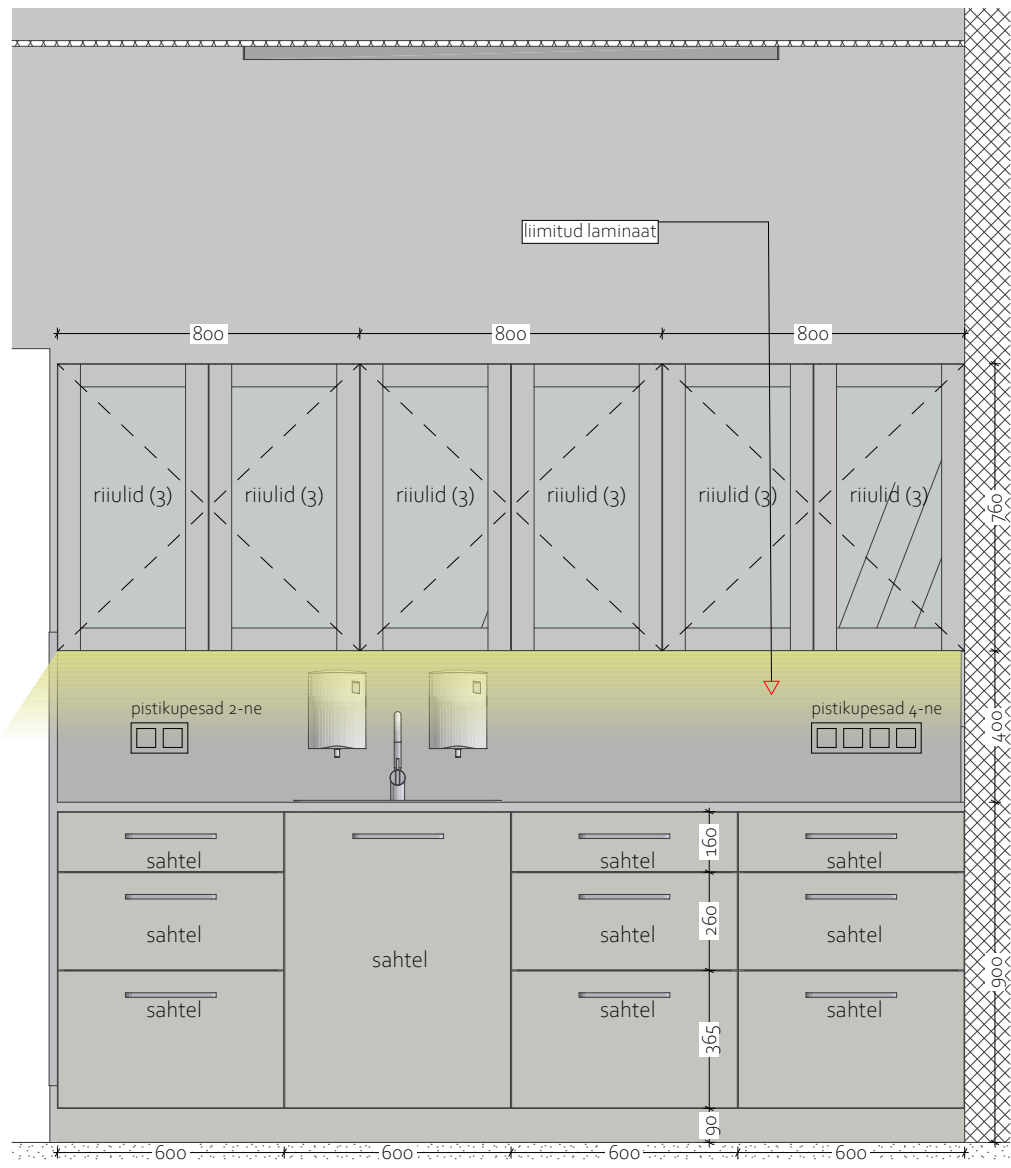 liimitud laminaat
800 800 800
riiulid (3) riiulid (3) riiulid (3) riiulid (3) riiulid (3) riiulid (3)
760
pistikupesad 2-ne pistikupesad 4-ne
400
160
sahtel sahtel sahtel
260
sahtel sahtel sahtel
sahtel
900
sahtel sahtel sahtel
365
90
600 600 600 600